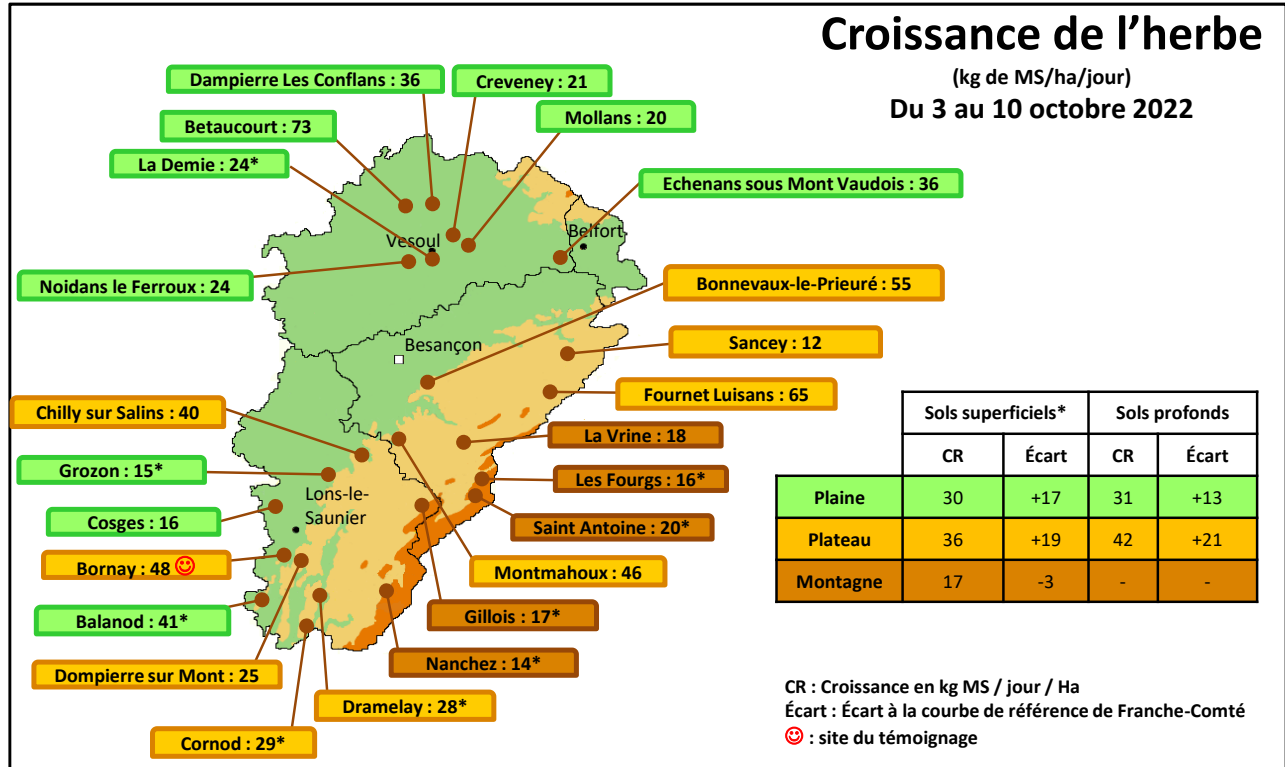 Croissance de l'herbe
(kg de MS/ha/jour)
Du 3 au 10 octobre 2022
Dampierre Les Conflans : 36
Creveney : 21
Betaucourt : 73
Mollans : 20
La Demie : 24*
Echenans sous Mont Vaudois : 36
Vesoul
Belfort
Noidans le Ferroux : 24
Bonnevaux-le-Prieuré : 55
Besançon
Sancey : 12
Fournet Luisans : 65
Chilly sur Salins : 40
La Vrine : 18
Grozon : 15*
Les Fourgs : 16*
Lons-le-
Saunier
Cosges : 16
Saint Antoine : 20*
Bornay : 48
Montmahoux : 46
Balanod : 41*
Gillois : 17*
Dompierre sur Mont : 25
Nanchez : 14*
Dramelay : 28*
Cornod : 29*
Sols superficiels* Sols profonds
CR Écart CR Écart
Plaine 30 +17 31 +13
Plateau 36 +19 42 +21
Montagne 17 -3 - -
CR : Croissance en kg MS / jour / Ha
Écart : Écart à la courbe de référence de Franche-Comté
☺ : site du témoignage